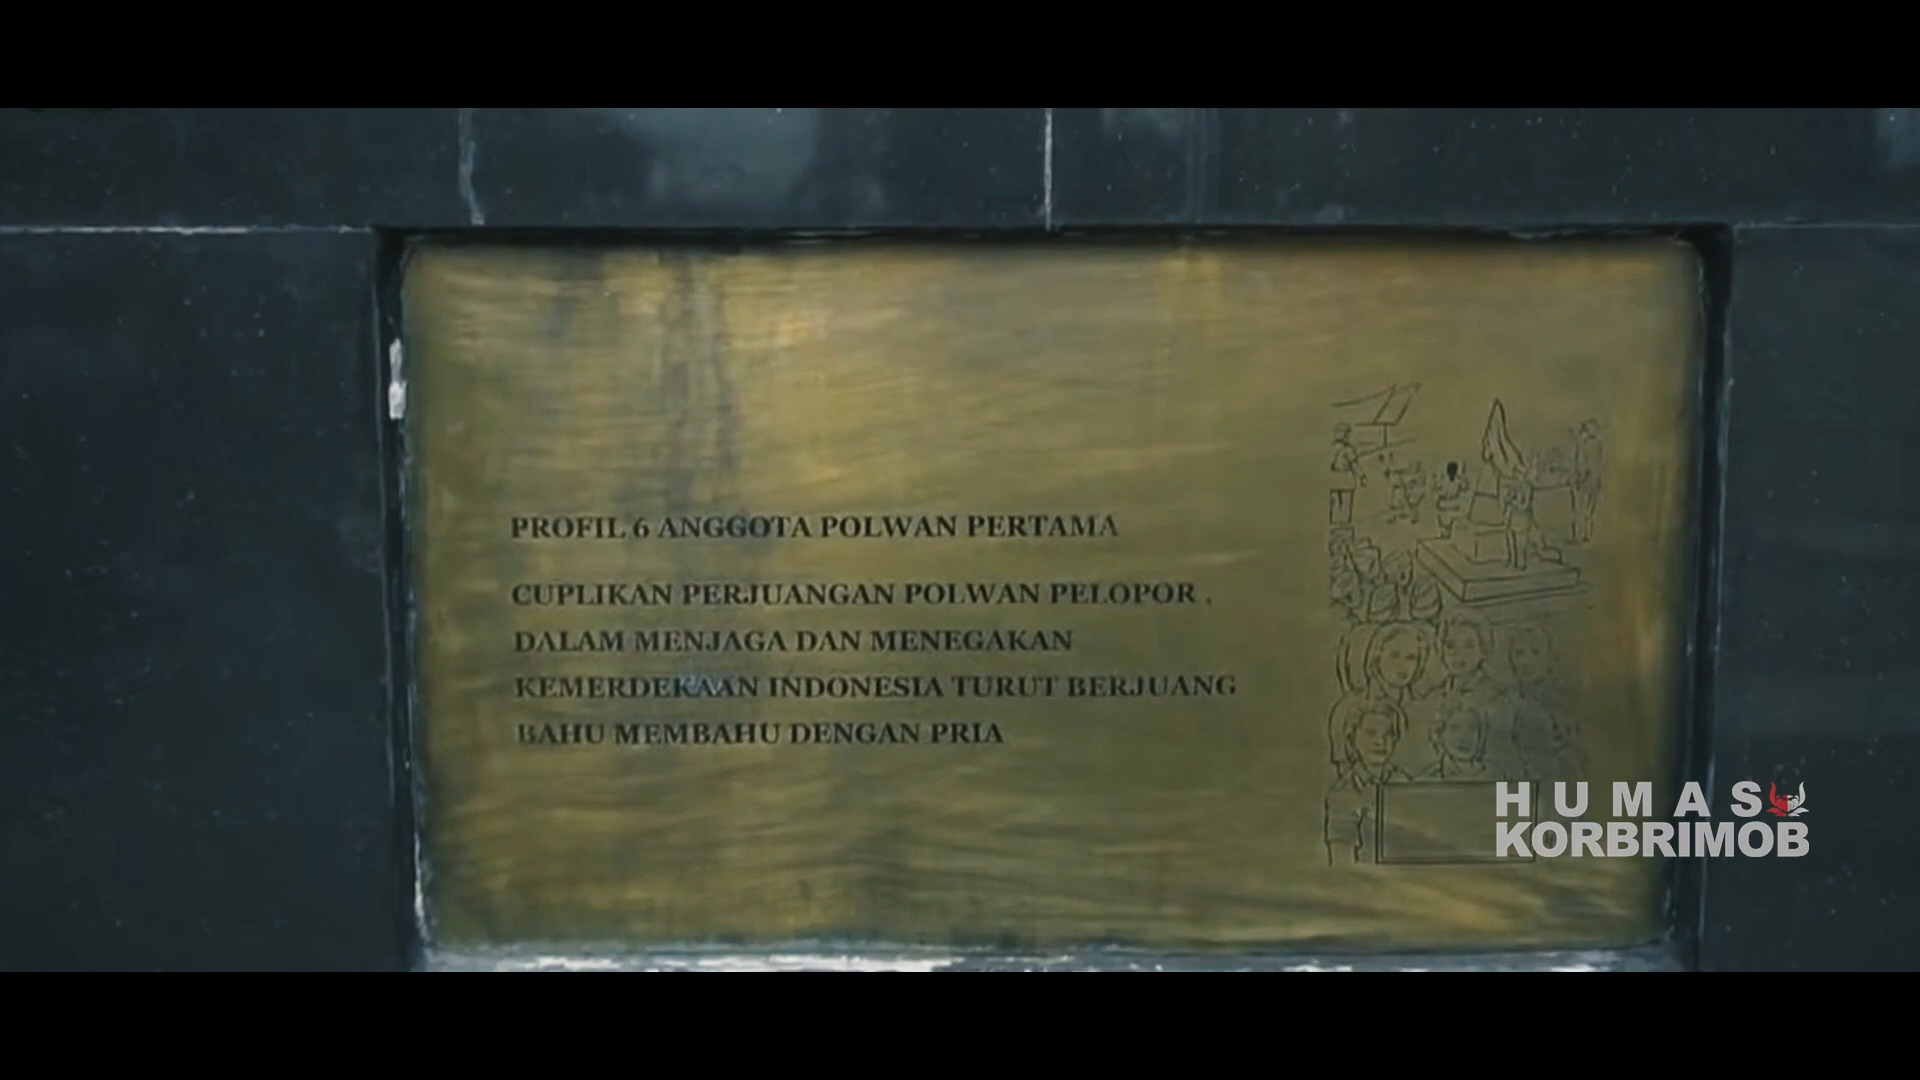 PROFIL 6 ANGGOTA POLWAN PERTAMA
CUPLIKAN PERJUANGAN POLWAN PELOPOR ,
DALAM MENJAGA DAN MENEGAKAN
KEMERDEKAAN INDONESIA TURUT BERJUANG
BAHU MEMBAHU DENGAN PRIA
HUMAS
KORBRIMOB